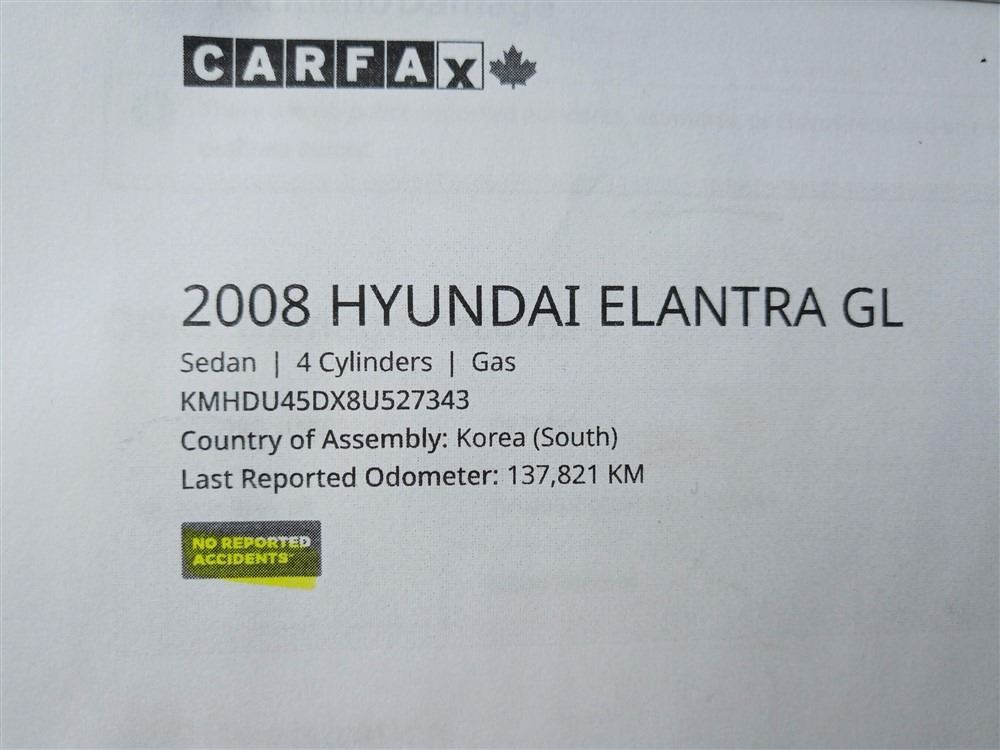 CARFAX
2008 HYUNDAI ELANTRA GL
Sedan | 4 Cylinders | Gas
KMHDU45DX8U527343
Country of Assembly: Korea (South)
Last Reported Odometer: 137,821 KM
NO REPORTED
ACCIDENTS